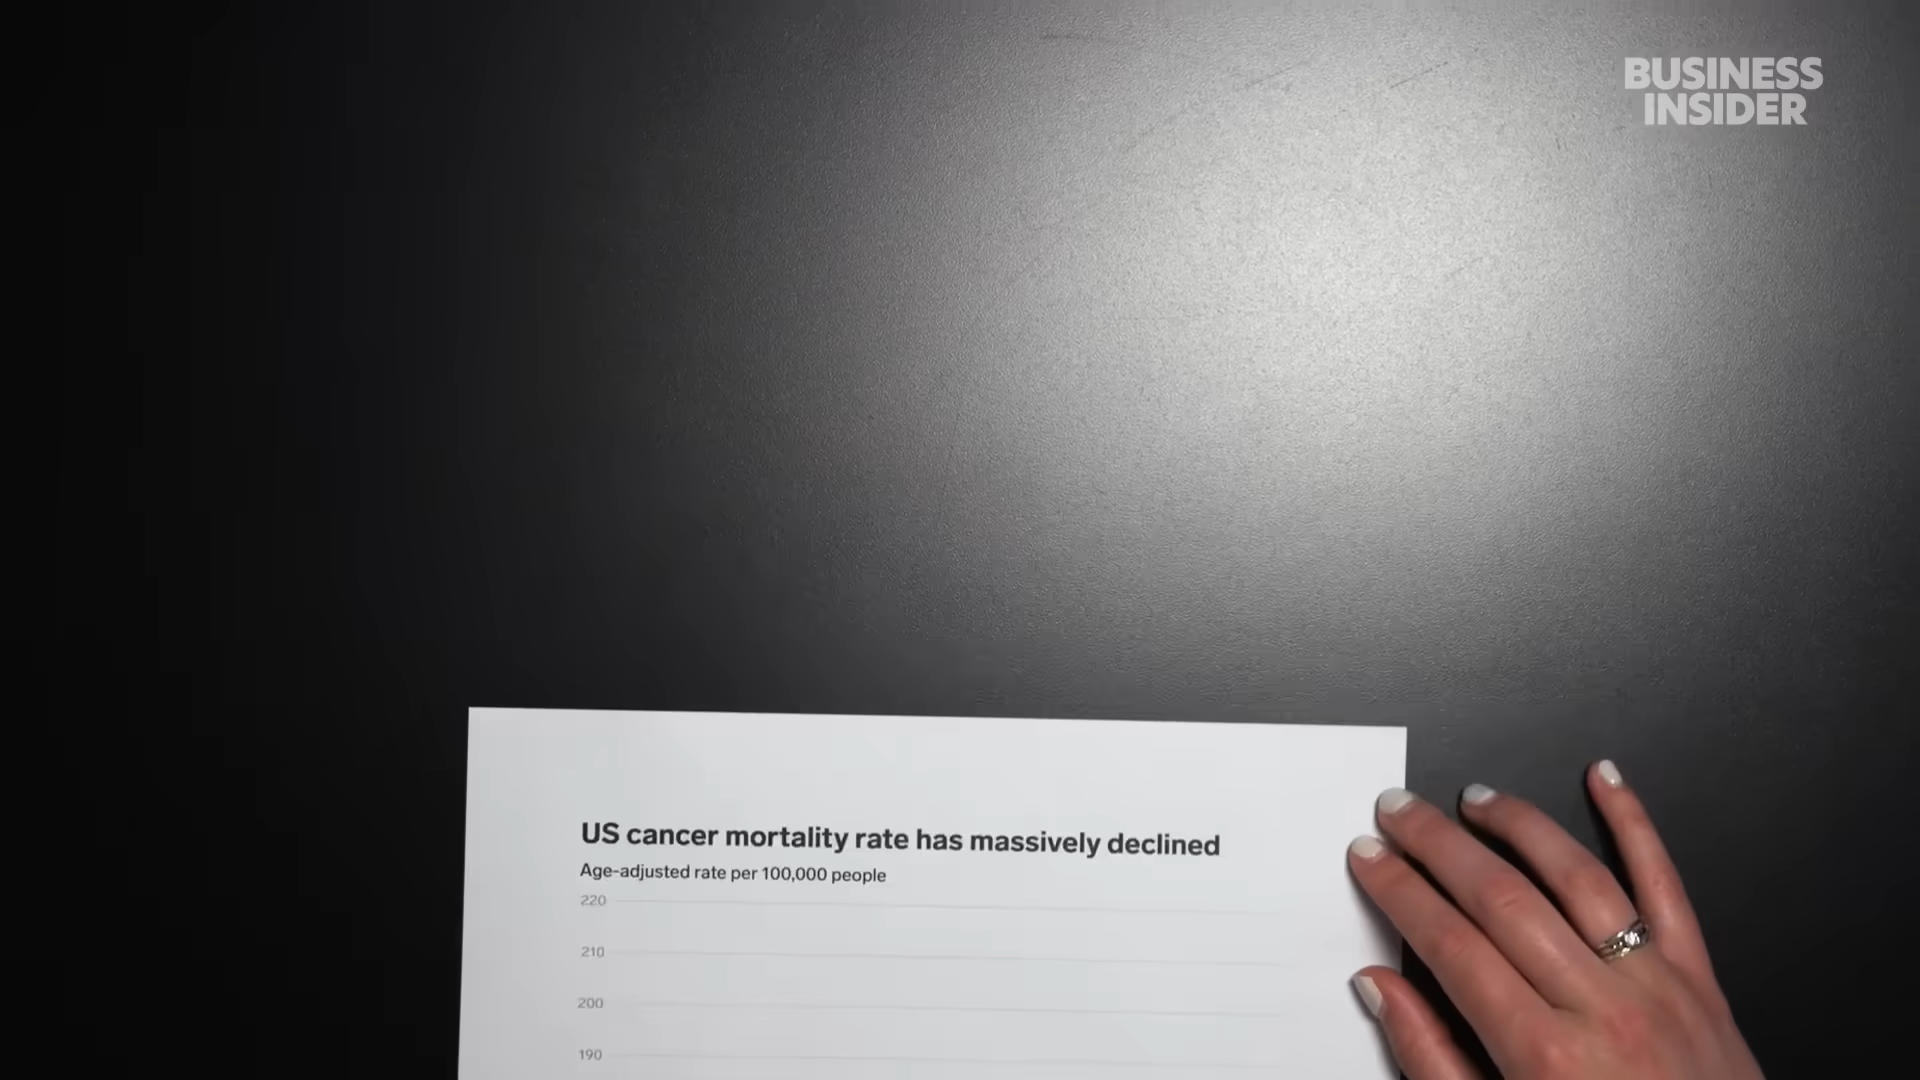 BUSINESS
INSIDER
US cancer mortality rate has massively declined
Age-adjusted rate per 100,000 people
220
210
200
190